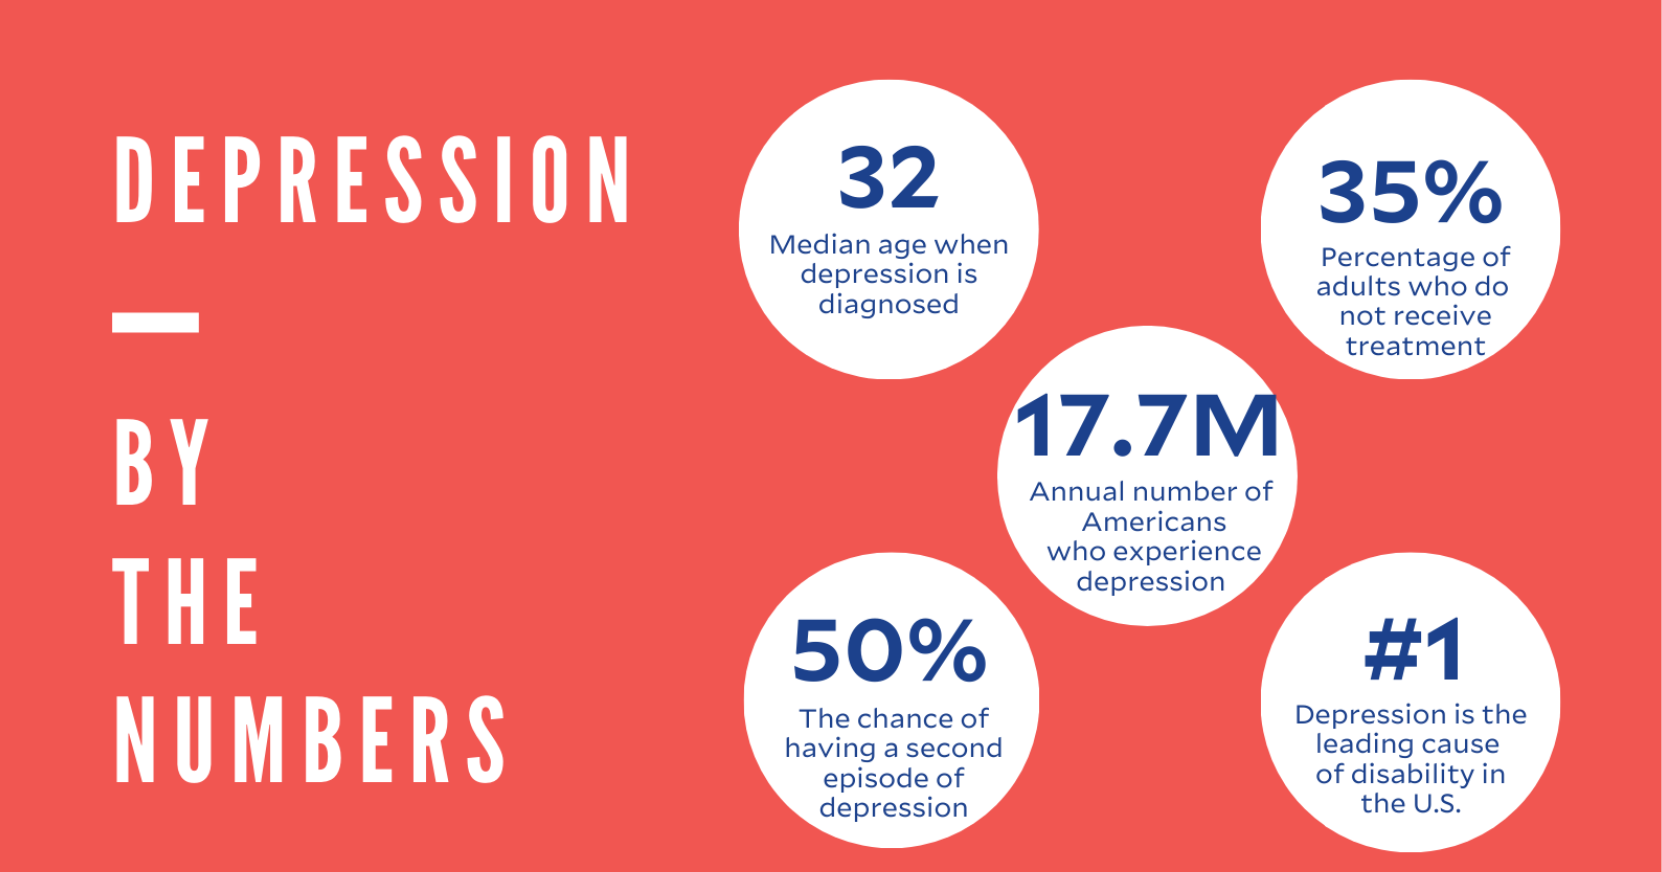 DEPRESSION
BY
THE
NUMBERS
32
Median age when
depression is
diagnosed
35%
Percentage of
adults who do
not receive
treatment
17.7M
Annual number of
Americans
who experience
depression
50%
The chance of
having a second
episode of
depression
#1
Depression is the
leading cause
of disability in
the U.S.